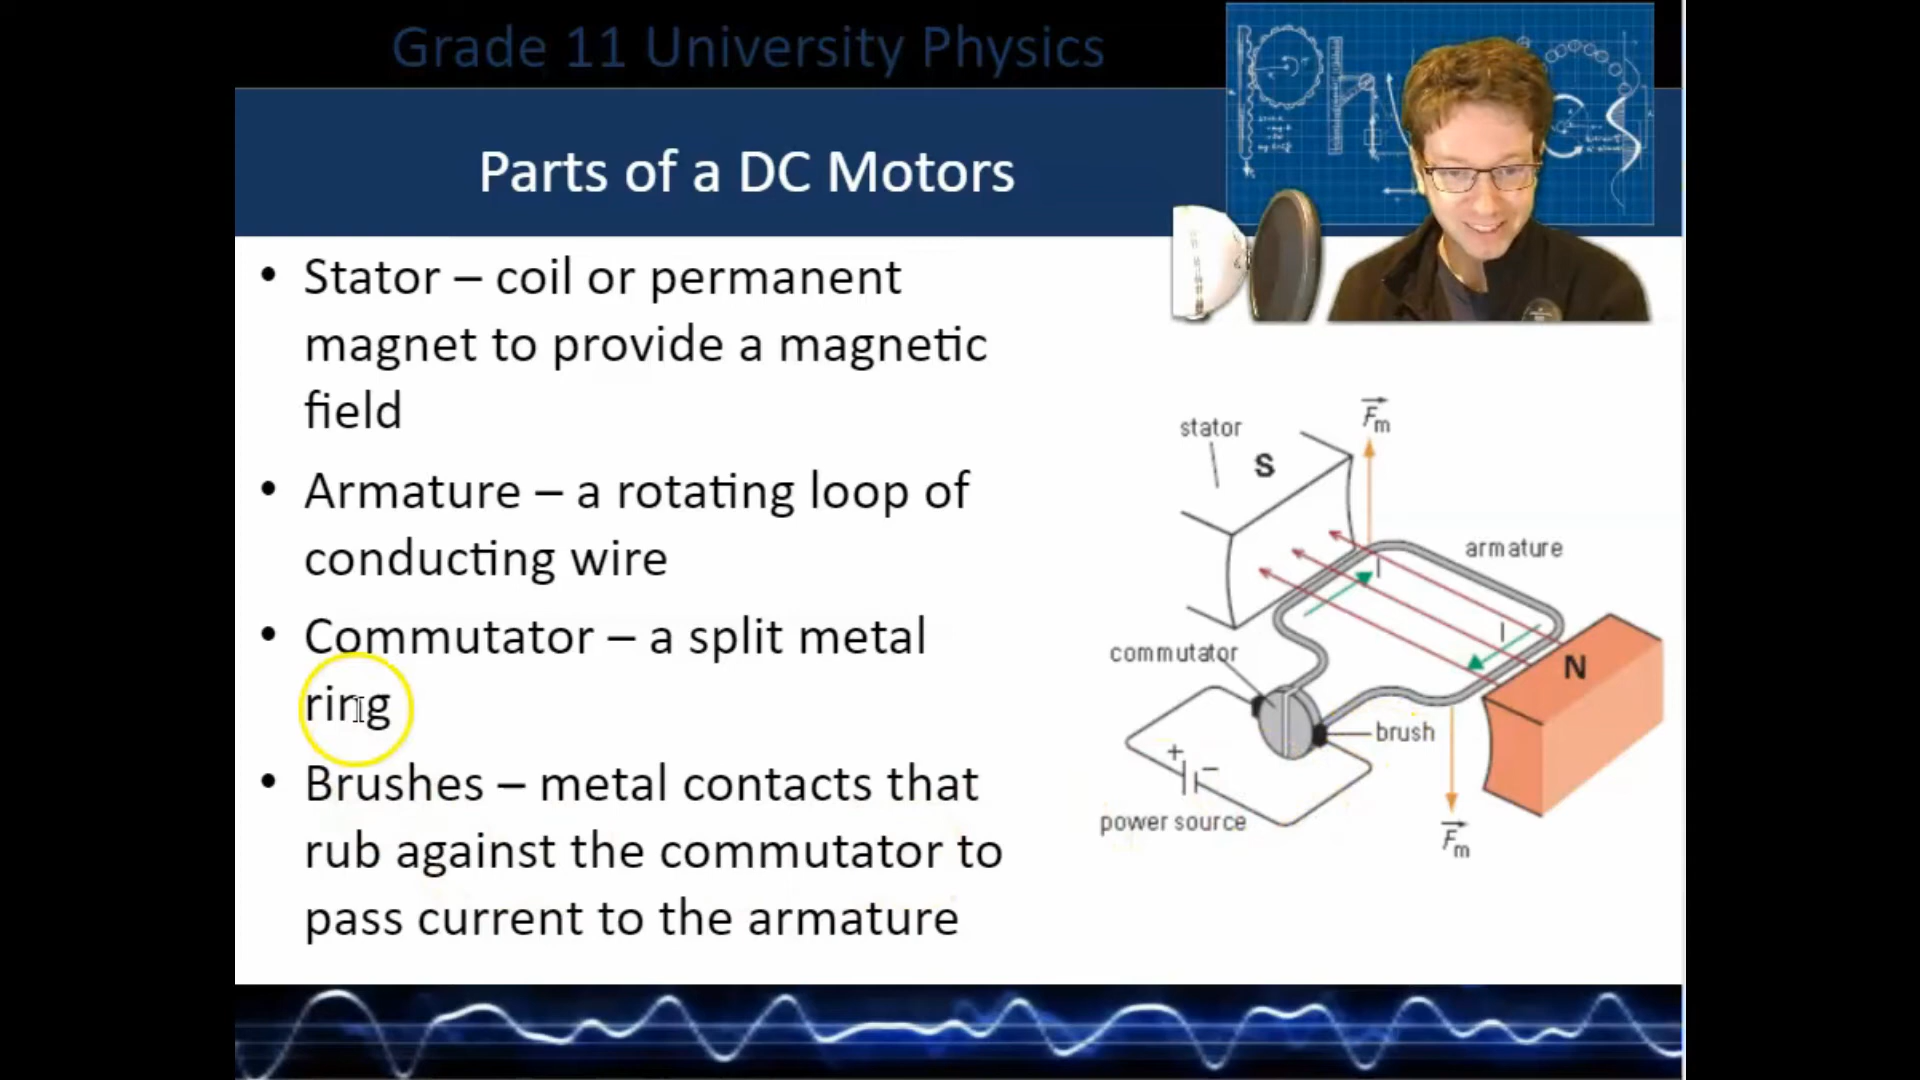 Grade 11 University Physics
Parts of a DC Motors
• Stator – coil or permanent
magnet to provide a magnetic
field
• Armature – a rotating loop of
conducting wire
• Commutator – a split metal
ring
• Brushes – metal contacts that
rub against the commutator to
pass current to the armature
Fm
stator
S
armature
I
I
commutator
N
brush
+ −
power source
Fm